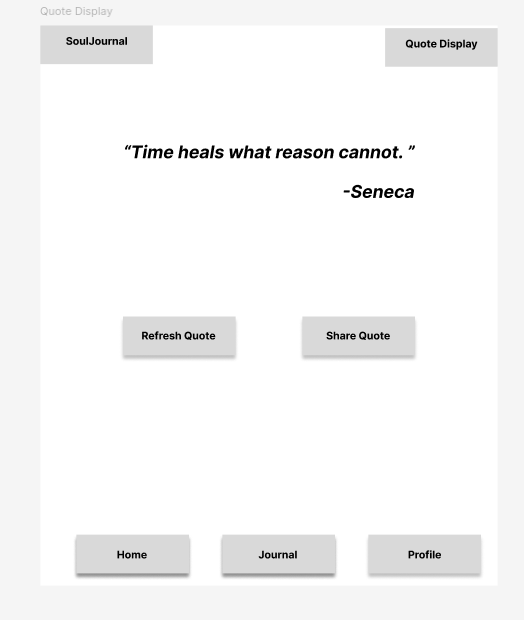 Quote Display
SoulJournal
Quote Display
“Time heals what reason cannot. ”
-Seneca
Refresh Quote
Share Quote
Home
Journal
Profile